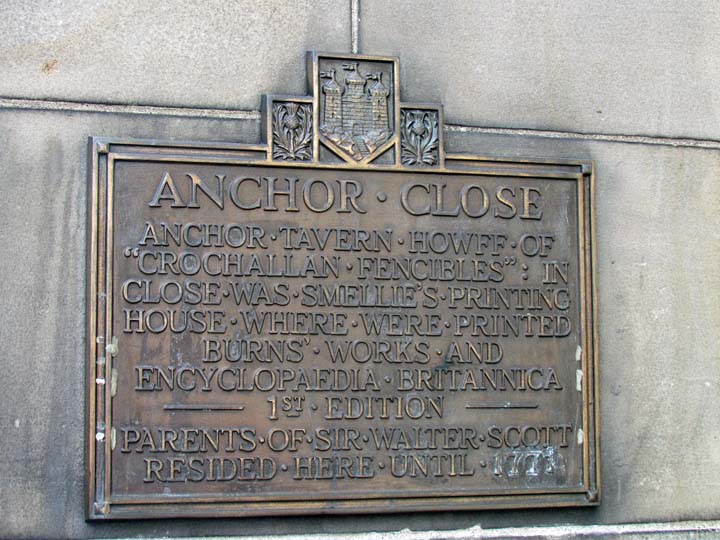 ANCHOR · CLOSE
ANCHOR · TAVERN · HOWFF · OF
"CROCHALLAN · FENCIBLES" : IN
CLOSE · WAS · SMELLIE'S · PRINTING
HOUSE · WHERE · WERE · PRINTED
BURNS' · WORKS · AND
ENCYCLOPAEDIA · BRITANNICA
1ST · EDITION
PARENTS · OF · SIR · WALTER · SCOTT
RESIDED · HERE · UNTIL ·